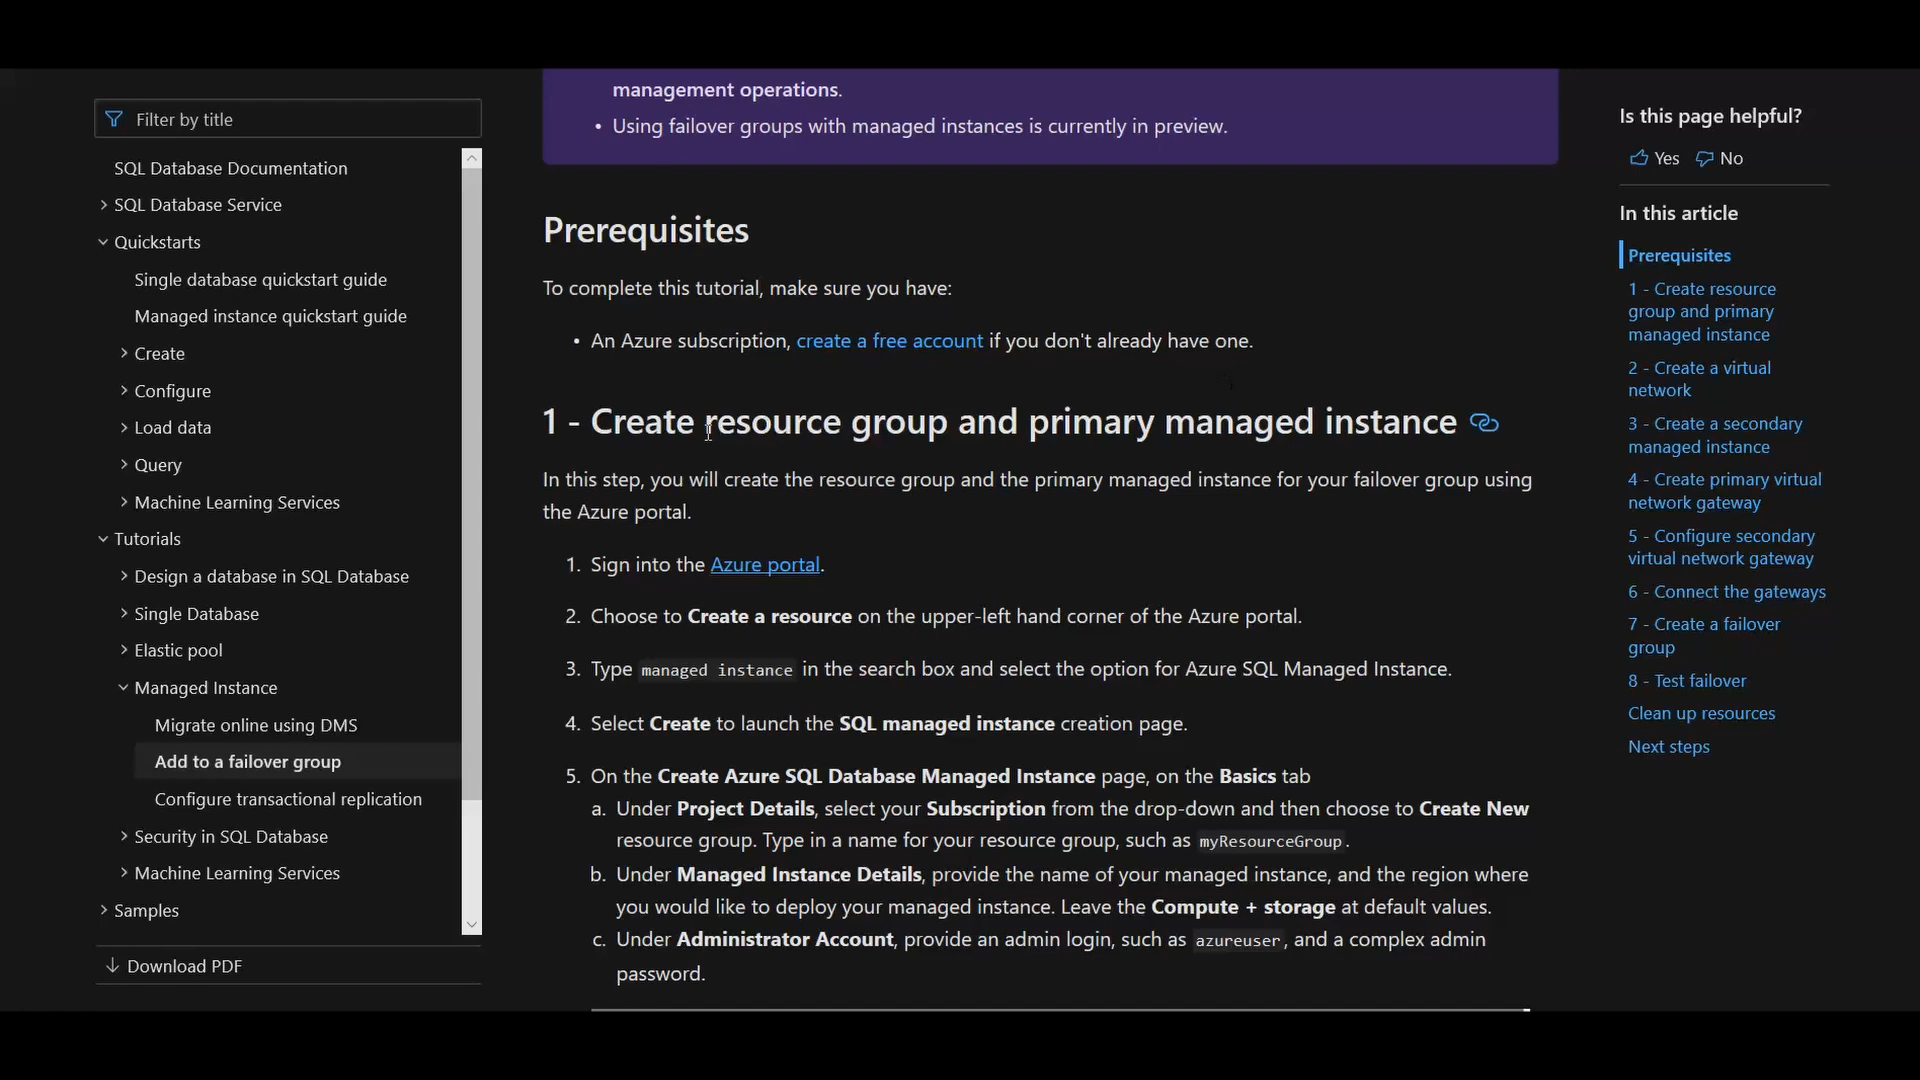 Filter by title
SQL Database Documentation
SQL Database Service
Quickstarts
Single database quickstart guide
Managed instance quickstart guide
Create
Configure
Load data
Query
Machine Learning Services
Tutorials
Design a database in SQL Database
Single Database
Elastic pool
Managed Instance
Migrate online using DMS
Add to a failover group
Configure transactional replication
Security in SQL Database
Machine Learning Services
Samples
Download PDF
management operations.
• Using failover groups with managed instances is currently in preview.
Prerequisites
To complete this tutorial, make sure you have:
• An Azure subscription, create a free account if you don't already have one.
1 - Create resource group and primary managed instance
In this step, you will create the resource group and the primary managed instance for your failover group using
the Azure portal.
1. Sign into the Azure portal.
2. Choose to Create a resource on the upper-left hand corner of the Azure portal.
3. Type managed instance in the search box and select the option for Azure SQL Managed Instance.
4. Select Create to launch the SQL managed instance creation page.
5. On the Create Azure SQL Database Managed Instance page, on the Basics tab
a. Under Project Details, select your Subscription from the drop-down and then choose to Create New
resource group. Type in a name for your resource group, such as myResourceGroup.
b. Under Managed Instance Details, provide the name of your managed instance, and the region where
you would like to deploy your managed instance. Leave the Compute + storage at default values.
c. Under Administrator Account, provide an admin login, such as azureuser, and a complex admin
password.
Is this page helpful?
Yes No
In this article
Prerequisites
1 - Create resource
group and primary
managed instance
2 - Create a virtual
network
3 - Create a secondary
managed instance
4 - Create primary virtual
network gateway
5 - Configure secondary
virtual network gateway
6 - Connect the gateways
7 - Create a failover
group
8 - Test failover
Clean up resources
Next steps